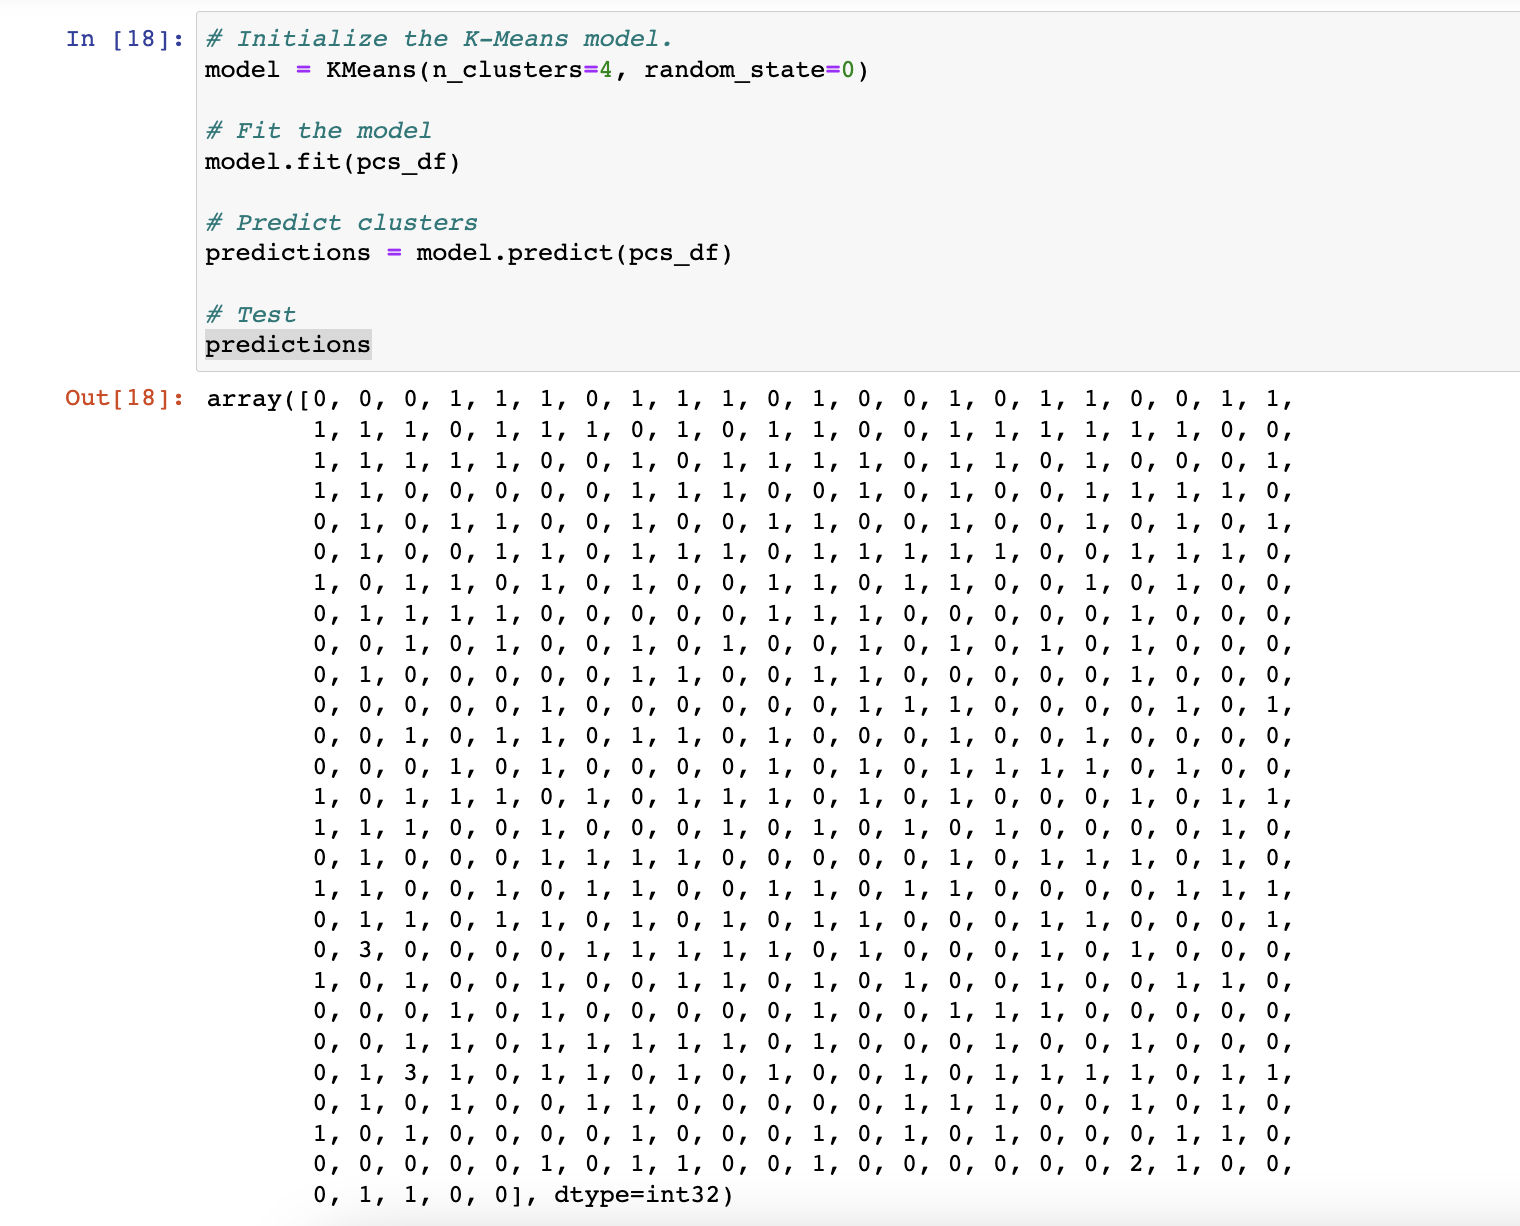 In [18]: # Initialize the K-Means model.
model = KMeans(n_clusters=4, random_state=0)
# Fit the model
model.fit(pcs_df)
# Predict clusters
predictions = model.predict(pcs_df)
# Test
predictions
Out[18]: array([0, 0, 0, 1, 1, 1, 0, 1, 1, 1, 0, 1, 0, 0, 1, 0, 1, 1, 0, 0, 1, 1,
1, 1, 1, 0, 1, 1, 1, 0, 1, 0, 1, 1, 0, 0, 1, 1, 1, 1, 1, 1, 0, 0,
1, 1, 1, 1, 1, 0, 0, 1, 0, 1, 1, 1, 1, 0, 1, 1, 0, 1, 0, 0, 0, 1,
1, 1, 0, 0, 0, 0, 0, 1, 1, 1, 0, 0, 1, 0, 1, 0, 0, 1, 1, 1, 1, 0,
0, 1, 0, 1, 1, 0, 0, 1, 0, 0, 1, 1, 0, 0, 1, 0, 0, 1, 0, 1, 0, 1,
0, 1, 0, 0, 1, 1, 0, 1, 1, 1, 0, 1, 1, 1, 1, 1, 0, 0, 1, 1, 1, 0,
1, 0, 1, 1, 0, 1, 0, 1, 0, 0, 1, 1, 0, 1, 1, 0, 0, 1, 0, 1, 0, 0,
0, 1, 1, 1, 1, 0, 0, 0, 0, 0, 1, 1, 1, 0, 0, 0, 0, 0, 1, 0, 0, 0,
0, 0, 1, 0, 1, 0, 0, 1, 0, 1, 0, 0, 1, 0, 1, 0, 1, 0, 1, 0, 0, 0,
0, 1, 0, 0, 0, 0, 0, 1, 1, 0, 0, 1, 1, 0, 0, 0, 0, 0, 1, 0, 0, 0,
0, 0, 0, 0, 0, 1, 0, 0, 0, 0, 0, 0, 1, 1, 1, 0, 0, 0, 0, 1, 0, 1,
0, 0, 1, 0, 1, 1, 0, 1, 1, 0, 1, 0, 0, 0, 1, 0, 0, 1, 0, 0, 0, 0,
0, 0, 0, 1, 0, 1, 0, 0, 0, 0, 1, 0, 1, 0, 1, 1, 1, 1, 0, 1, 0, 0,
1, 0, 1, 1, 1, 0, 1, 0, 1, 1, 1, 0, 1, 0, 1, 0, 0, 0, 1, 0, 1, 1,
1, 1, 1, 0, 0, 1, 0, 0, 0, 1, 0, 1, 0, 1, 0, 1, 0, 0, 0, 0, 1, 0,
0, 1, 0, 0, 0, 1, 1, 1, 1, 0, 0, 0, 0, 0, 1, 0, 1, 1, 1, 0, 1, 0,
1, 1, 0, 0, 1, 0, 1, 1, 0, 0, 1, 1, 0, 1, 1, 0, 0, 0, 0, 1, 1, 1,
0, 1, 1, 0, 1, 1, 0, 1, 0, 1, 0, 1, 1, 0, 0, 0, 1, 1, 0, 0, 0, 1,
0, 3, 0, 0, 0, 0, 1, 1, 1, 1, 1, 0, 1, 0, 0, 0, 1, 0, 1, 0, 0, 0,
1, 0, 1, 0, 0, 1, 0, 0, 1, 1, 0, 1, 0, 1, 0, 0, 1, 0, 0, 1, 1, 0,
0, 0, 0, 1, 0, 1, 0, 0, 0, 0, 0, 1, 0, 0, 1, 1, 1, 0, 0, 0, 0, 0,
0, 0, 1, 1, 0, 1, 1, 1, 1, 1, 0, 1, 0, 0, 0, 1, 0, 0, 1, 0, 0, 0,
0, 1, 3, 1, 0, 1, 1, 0, 1, 0, 1, 0, 0, 1, 0, 1, 1, 1, 1, 0, 1, 1,
0, 1, 0, 1, 0, 0, 1, 1, 0, 0, 0, 0, 0, 1, 1, 1, 0, 0, 1, 0, 1, 0,
1, 0, 1, 0, 0, 0, 0, 1, 0, 0, 0, 1, 0, 1, 0, 1, 0, 0, 0, 1, 1, 0,
0, 0, 0, 0, 0, 1, 0, 1, 1, 0, 0, 1, 0, 0, 0, 0, 0, 0, 2, 1, 0, 0,
0, 1, 1, 0, 0], dtype=int32)